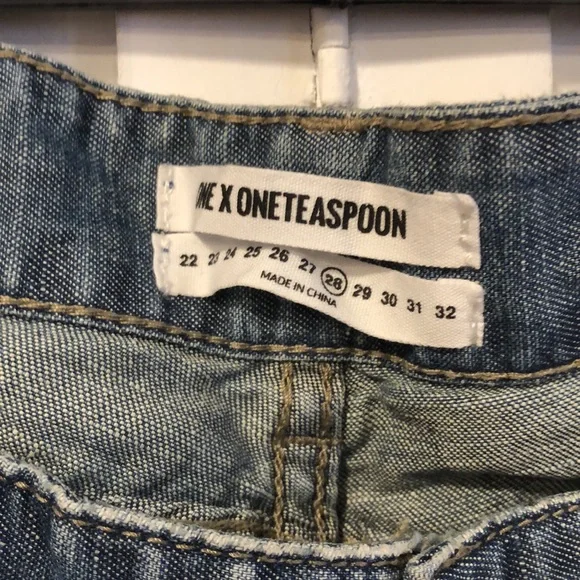 NE X ONETEASPOON
22 23 24 25 26 27 28 29 30 31 32
MADE IN CHINA